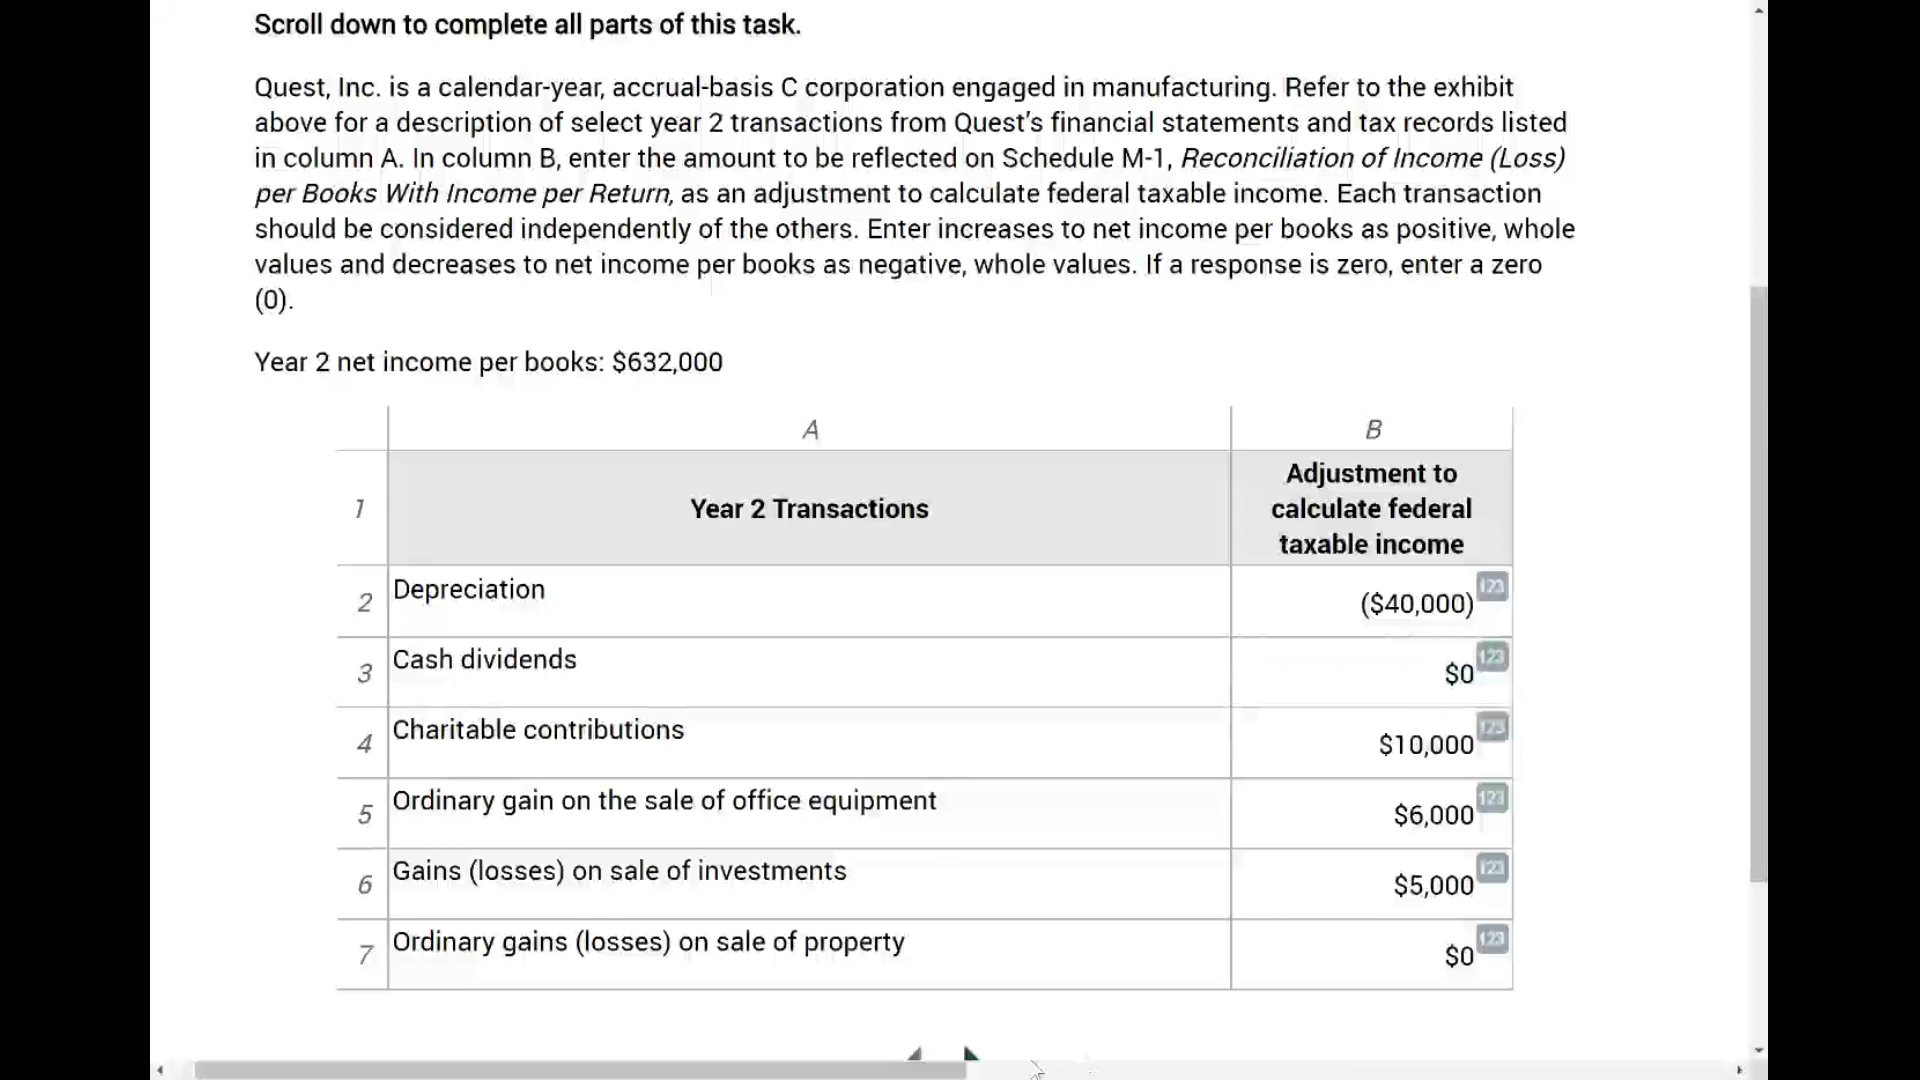 Scroll down to complete all parts of this task.
Quest, Inc. is a calendar-year, accrual-basis C corporation engaged in manufacturing. Refer to the exhibit
above for a description of select year 2 transactions from Quest’s financial statements and tax records listed
in column A. In column B, enter the amount to be reflected on Schedule M-1, Reconciliation of Income (Loss)
per Books With Income per Return, as an adjustment to calculate federal taxable income. Each transaction
should be considered independently of the others. Enter increases to net income per books as positive, whole
values and decreases to net income per books as negative, whole values. If a response is zero, enter a zero
(0).
Year 2 net income per books: $632,000
A B
1 Year 2 Transactions Adjustment to
calculate federal
taxable income
2 Depreciation ($40,000) 123
3 Cash dividends $0 123
4 Charitable contributions $10,000 123
5 Ordinary gain on the sale of office equipment $6,000 123
6 Gains (losses) on sale of investments $5,000 123
7 Ordinary gains (losses) on sale of property $0 123